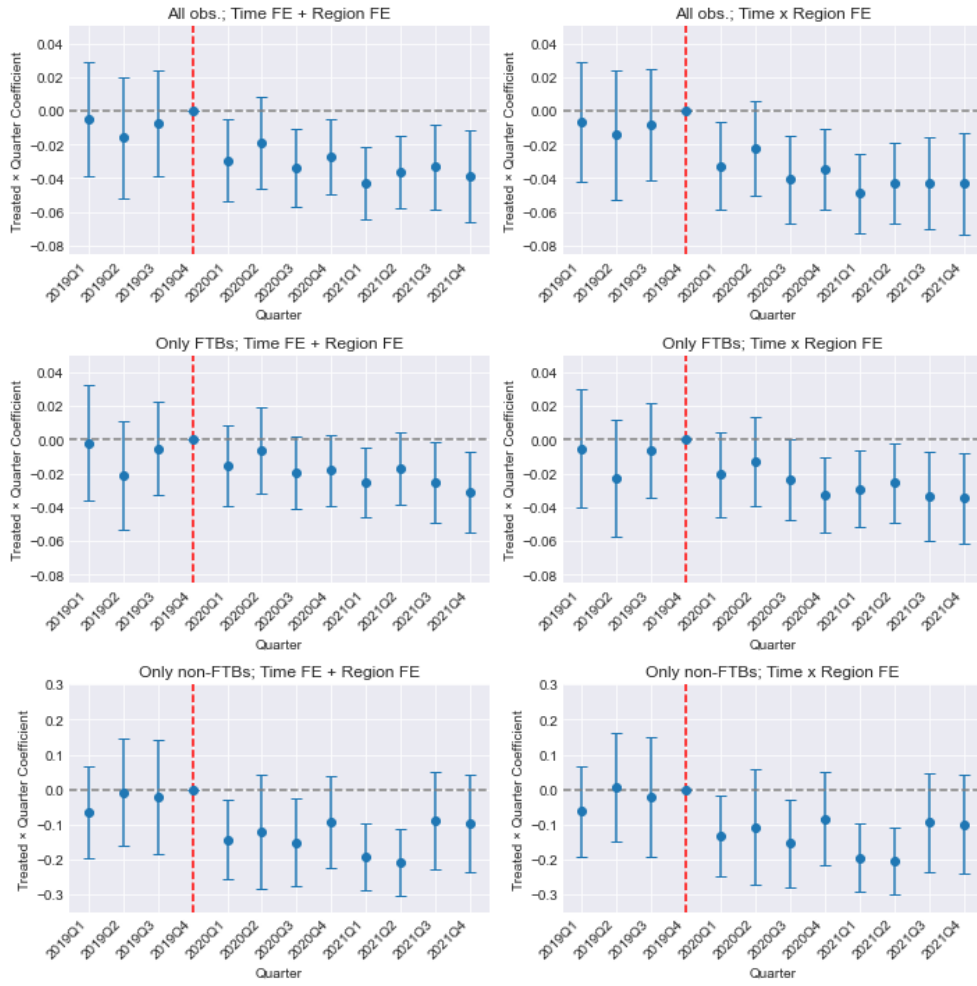 All obs.; Time FE + Region FE
Treated × Quarter Coefficient
0.04
0.02
0.00
−0.02
−0.04
−0.06
−0.08
2019Q1
2019Q2
2019Q3
2019Q4
2020Q1
2020Q2
2020Q3
2020Q4
2021Q1
2021Q2
2021Q3
2021Q4
Quarter
All obs.; Time x Region FE
Treated × Quarter Coefficient
0.04
0.02
0.00
−0.02
−0.04
−0.06
−0.08
2019Q1
2019Q2
2019Q3
2019Q4
2020Q1
2020Q2
2020Q3
2020Q4
2021Q1
2021Q2
2021Q3
2021Q4
Quarter
Only FTBs; Time FE + Region FE
Treated × Quarter Coefficient
0.04
0.02
0.00
−0.02
−0.04
−0.06
−0.08
2019Q1
2019Q2
2019Q3
2019Q4
2020Q1
2020Q2
2020Q3
2020Q4
2021Q1
2021Q2
2021Q3
2021Q4
Quarter
Only FTBs; Time x Region FE
Treated × Quarter Coefficient
0.04
0.02
0.00
−0.02
−0.04
−0.06
−0.08
2019Q1
2019Q2
2019Q3
2019Q4
2020Q1
2020Q2
2020Q3
2020Q4
2021Q1
2021Q2
2021Q3
2021Q4
Quarter
Only non-FTBs; Time FE + Region FE
Treated × Quarter Coefficient
0.3
0.2
0.1
0.0
−0.1
−0.2
−0.3
2019Q1
2019Q2
2019Q3
2019Q4
2020Q1
2020Q2
2020Q3
2020Q4
2021Q1
2021Q2
2021Q3
2021Q4
Quarter
Only non-FTBs; Time x Region FE
Treated × Quarter Coefficient
0.3
0.2
0.1
0.0
−0.1
−0.2
−0.3
2019Q1
2019Q2
2019Q3
2019Q4
2020Q1
2020Q2
2020Q3
2020Q4
2021Q1
2021Q2
2021Q3
2021Q4
Quarter